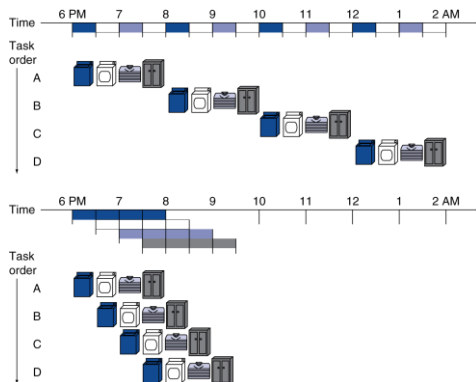 6 PM 7 8 9 10 11 12 1 2 AM
Time
Task
order
A
B
C
D
6 PM 7 8 9 10 11 12 1 2 AM
Time
Task
order
A
B
C
D